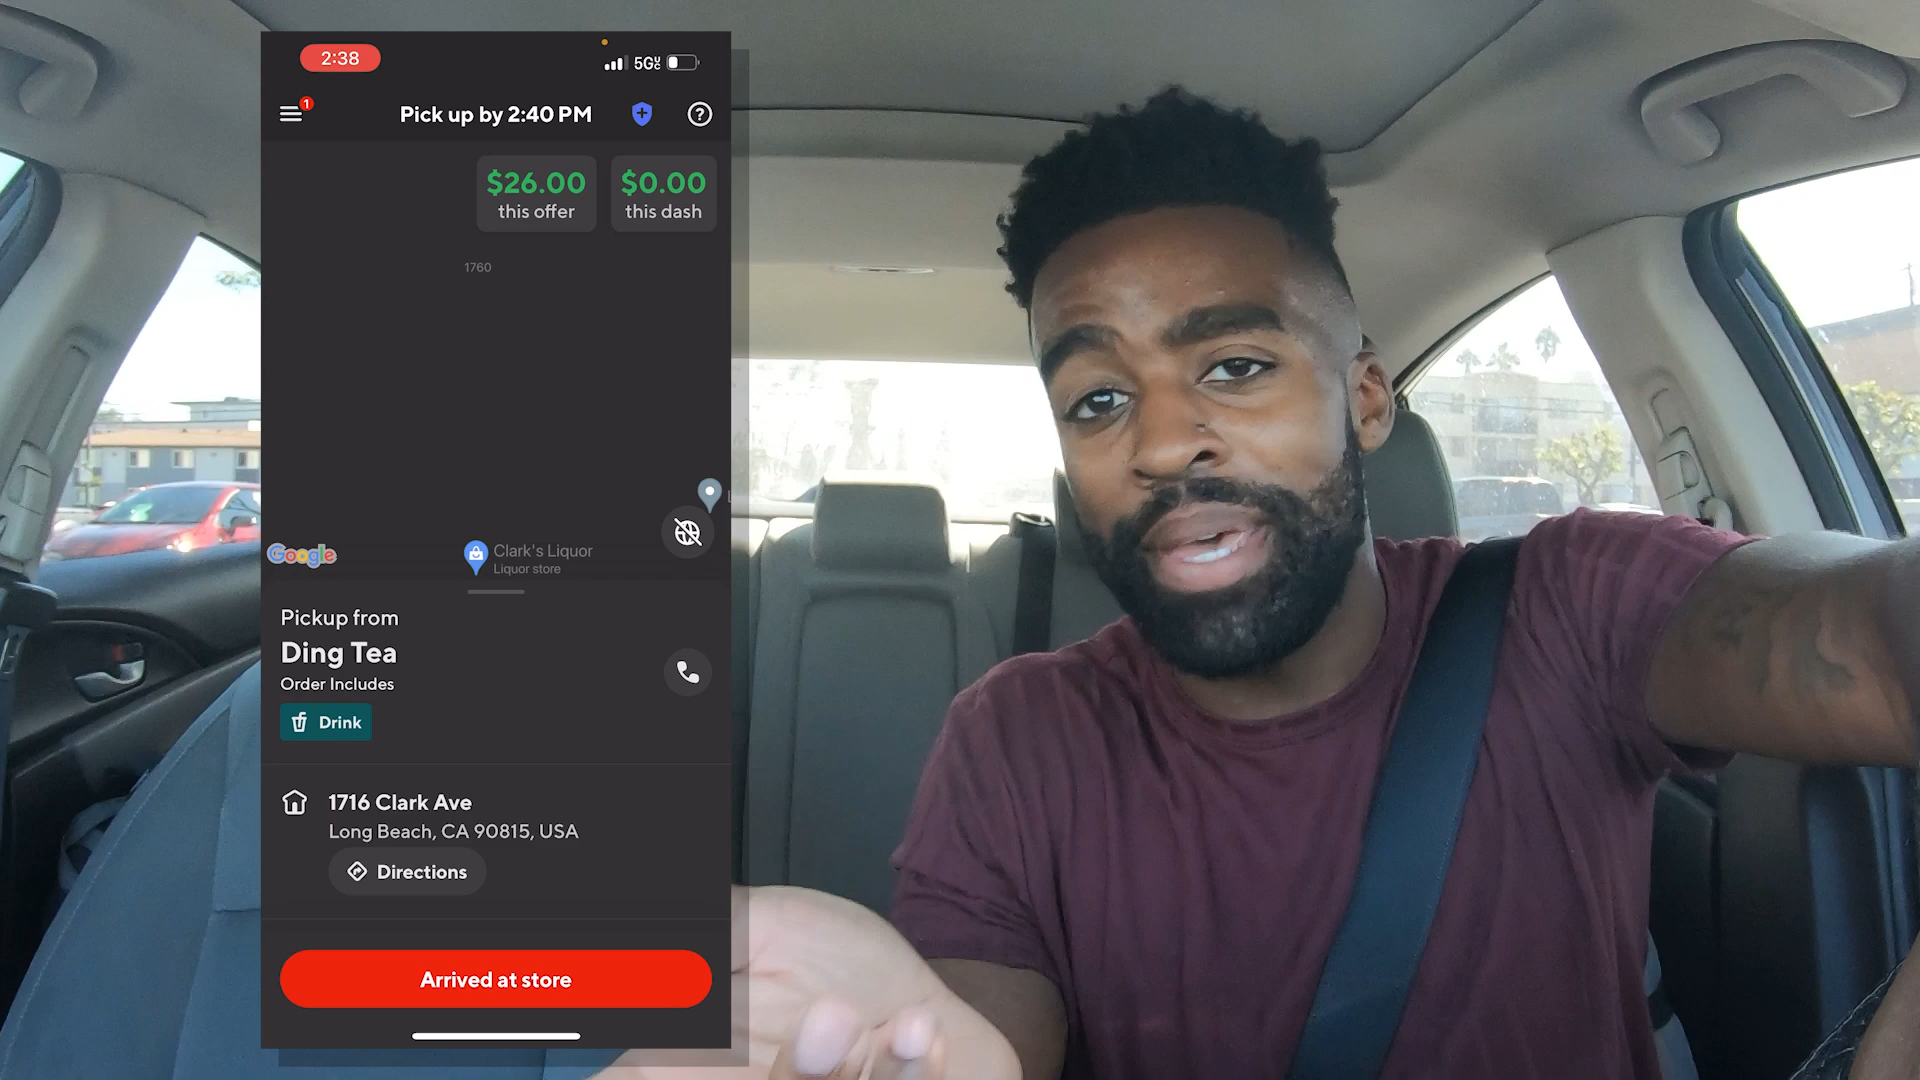 2:38
5G
1
Pick up by 2:40 PM
?
$26.00
this offer
$0.00
this dash
1760
Clark's Liquor
Liquor store
Google
Pickup from
Ding Tea
Order Includes
Drink
1716 Clark Ave
Long Beach, CA 90815, USA
Directions
Arrived at store